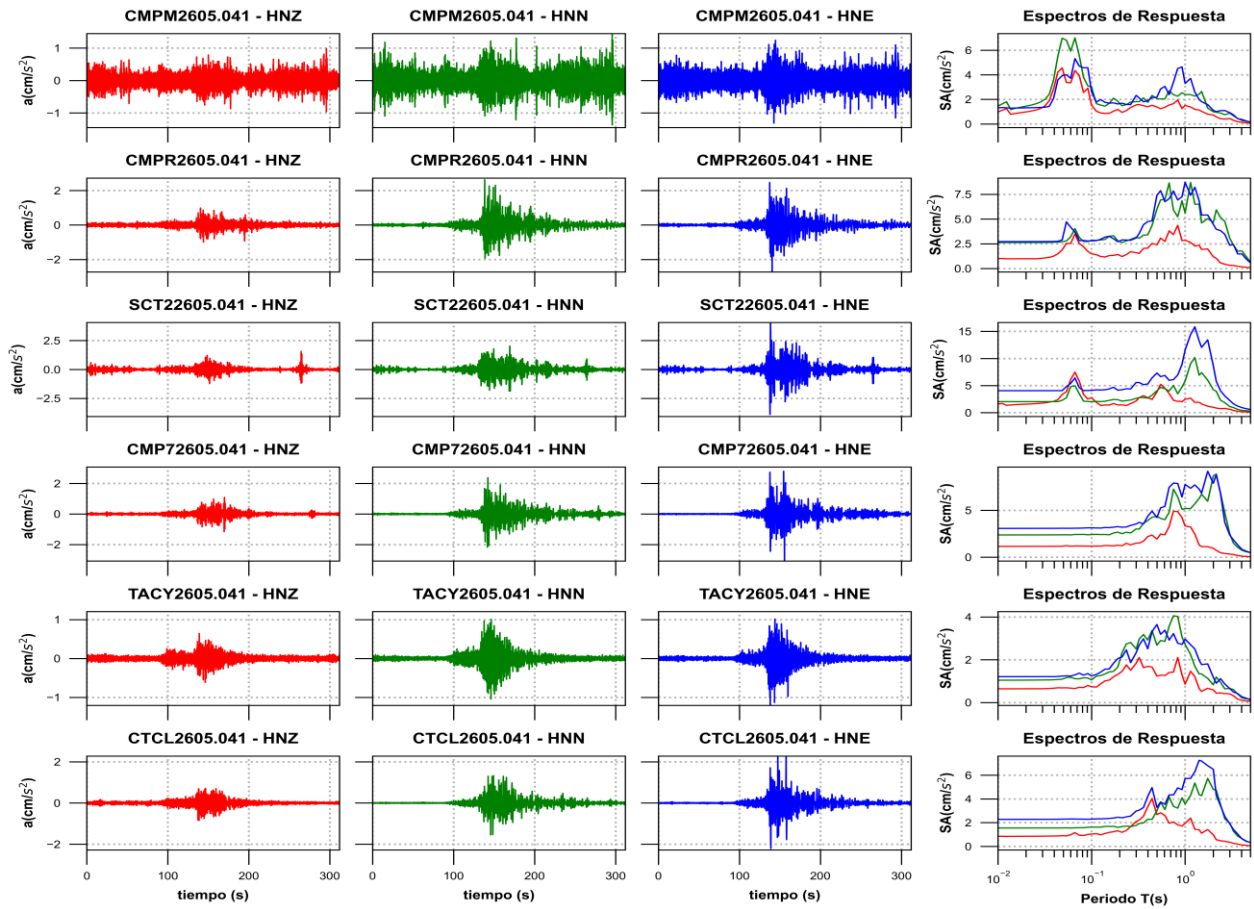 CMPM2605.041 - HNZ
CMPM2605.041 - HNN
CMPM2605.041 - HNE
Espectros de Respuesta
a(cm/s²)
1
0
−1
SA(cm/s²)
6
4
2
0
CMPR2605.041 - HNZ
CMPR2605.041 - HNN
CMPR2605.041 - HNE
Espectros de Respuesta
a(cm/s²)
2
0
−2
SA(cm/s²)
7.5
5.0
2.5
0.0
SCT22605.041 - HNZ
SCT22605.041 - HNN
SCT22605.041 - HNE
Espectros de Respuesta
a(cm/s²)
2.5
0.0
−2.5
SA(cm/s²)
15
10
5
0
CMP72605.041 - HNZ
CMP72605.041 - HNN
CMP72605.041 - HNE
Espectros de Respuesta
a(cm/s²)
2
0
−2
SA(cm/s²)
5
0
TACY2605.041 - HNZ
TACY2605.041 - HNN
TACY2605.041 - HNE
Espectros de Respuesta
a(cm/s²)
1
0
−1
SA(cm/s²)
4
2
0
CTCL2605.041 - HNZ
CTCL2605.041 - HNN
CTCL2605.041 - HNE
Espectros de Respuesta
a(cm/s²)
2
0
−2
SA(cm/s²)
6
4
2
0
0 100 200 300
0 100 200 300
0 100 200 300
10⁻² 10⁻¹ 10⁰
tiempo (s)
tiempo (s)
tiempo (s)
Periodo T(s)